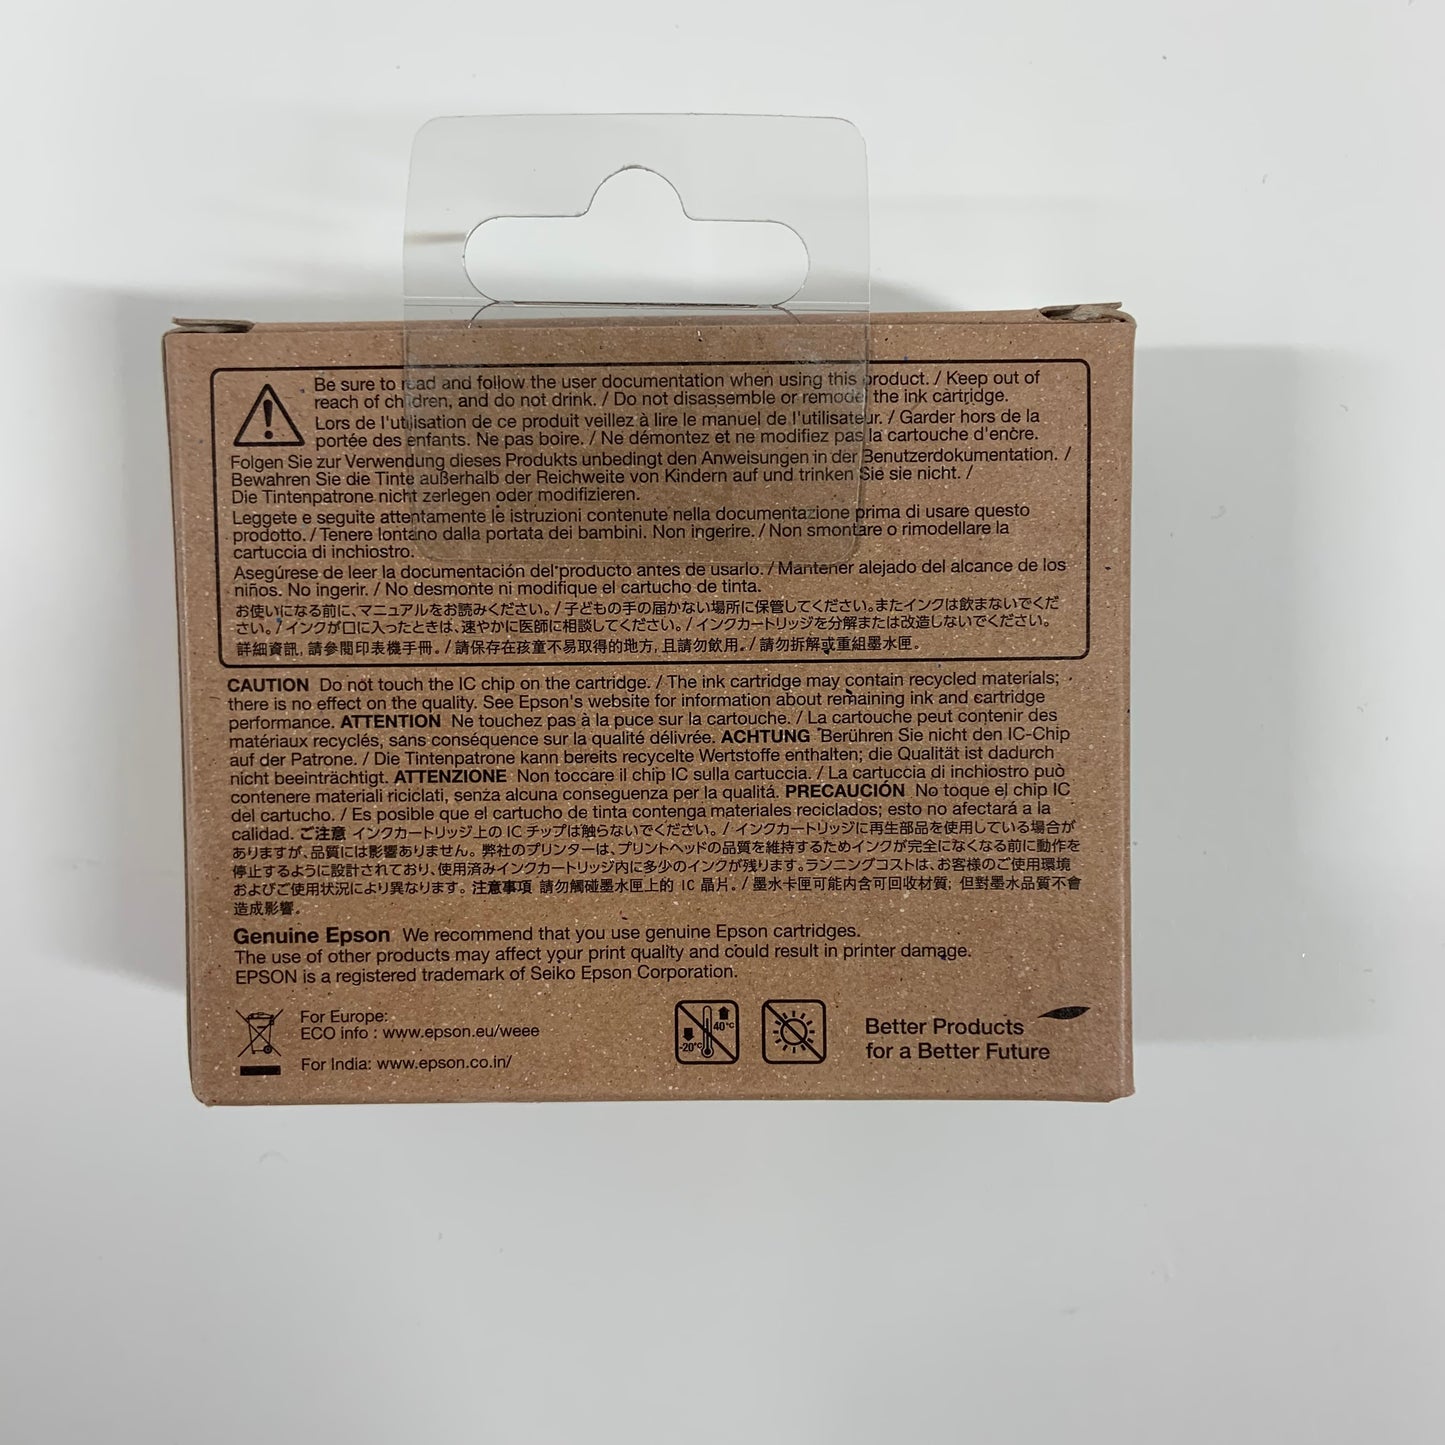 Be sure to read and follow the user documentation when using this product. / Keep out of
reach of children, and do not drink. / Do not disassemble or remodel the ink cartridge.
Lors de l'utilisation de ce produit veillez à lire le manuel de l'utilisateur. / Garder hors de la
portée des enfants. Ne pas boire. / Ne démontez et ne modifiez pas la cartouche d'encre.
Folgen Sie zur Verwendung dieses Produkts unbedingt den Anweisungen in der Benutzerdokumentation. /
Bewahren Sie die Tinte außerhalb der Reichweite von Kindern auf und trinken Sie sie nicht. /
Die Tintenpatrone nicht zerlegen oder modifizieren.
Leggete e seguite attentamente le istruzioni contenute nella documentazione prima di usare questo
prodotto. / Tenere lontano dalla portata dei bambini. Non ingerire. / Non smontare o rimodellare la
cartuccia di inchiostro.
Asegúrese de leer la documentación del producto antes de usarlo. / Mantener alejado del alcance de los
niños. No ingerir. / No desmonte ni modifique el cartucho de tinta.
お使いになる前に、マニュアルをお読みください。/ 子どもの手の届かない場所に保管してください。またインクは飲まないでくだ
さい。/ インクが口に入ったときは、速やかに医師に相談してください。/ インクカートリッジを分解または改造しないでください。
詳細資訊, 請參閱印表機手冊。/ 請保存在孩童不易取得的地方, 且請勿飲用。/ 請勿拆解或重組墨水匣。
CAUTION Do not touch the IC chip on the cartridge. / The ink cartridge may contain recycled materials;
there is no effect on the quality. See Epson's website for information about remaining ink and cartridge
performance. ATTENTION Ne touchez pas à la puce sur la cartouche. / La cartouche peut contenir des
matériaux recyclés, sans conséquence sur la qualité délivrée. ACHTUNG Berühren Sie nicht den IC-Chip
auf der Patrone. / Die Tintenpatrone kann bereits recycelte Wertstoffe enthalten; die Qualität ist dadurch
nicht beeinträchtigt. ATTENZIONE Non toccare il chip IC sulla cartuccia. / La cartuccia di inchiostro può
contenere materiali riciclati, senza alcuna conseguenza per la qualitá. PRECAUCIÓN No toque el chip IC
del cartucho. / Es posible que el cartucho de tinta contenga materiales reciclados; esto no afectará a la
calidad. ご注意 インクカートリッジ上の IC チップは触らないでください。/ インクカートリッジに再生部品を使用している場合が
ありますが、品質には影響ありません。弊社のプリンターは、プリントヘッドの品質を維持するためインクが完全になくなる前に動作を
停止するように設計されており、使用済みインクカートリッジ内に多少のインクが残ります。ランニングコストは、お客様のご使用環境
およびご使用状況により異なります。注意事項 請勿觸碰墨水匣上的 IC 晶片。/ 墨水卡匣可能內含可回收材質; 但對墨水品質不會
造成影響。
Genuine Epson We recommend that you use genuine Epson cartridges.
The use of other products may affect your print quality and could result in printer damage.
EPSON is a registered trademark of Seiko Epson Corporation.
For Europe:
ECO info : www.epson.eu/weee
For India: www.epson.co.in/
-20°C
40°C
Better Products
for a Better Future